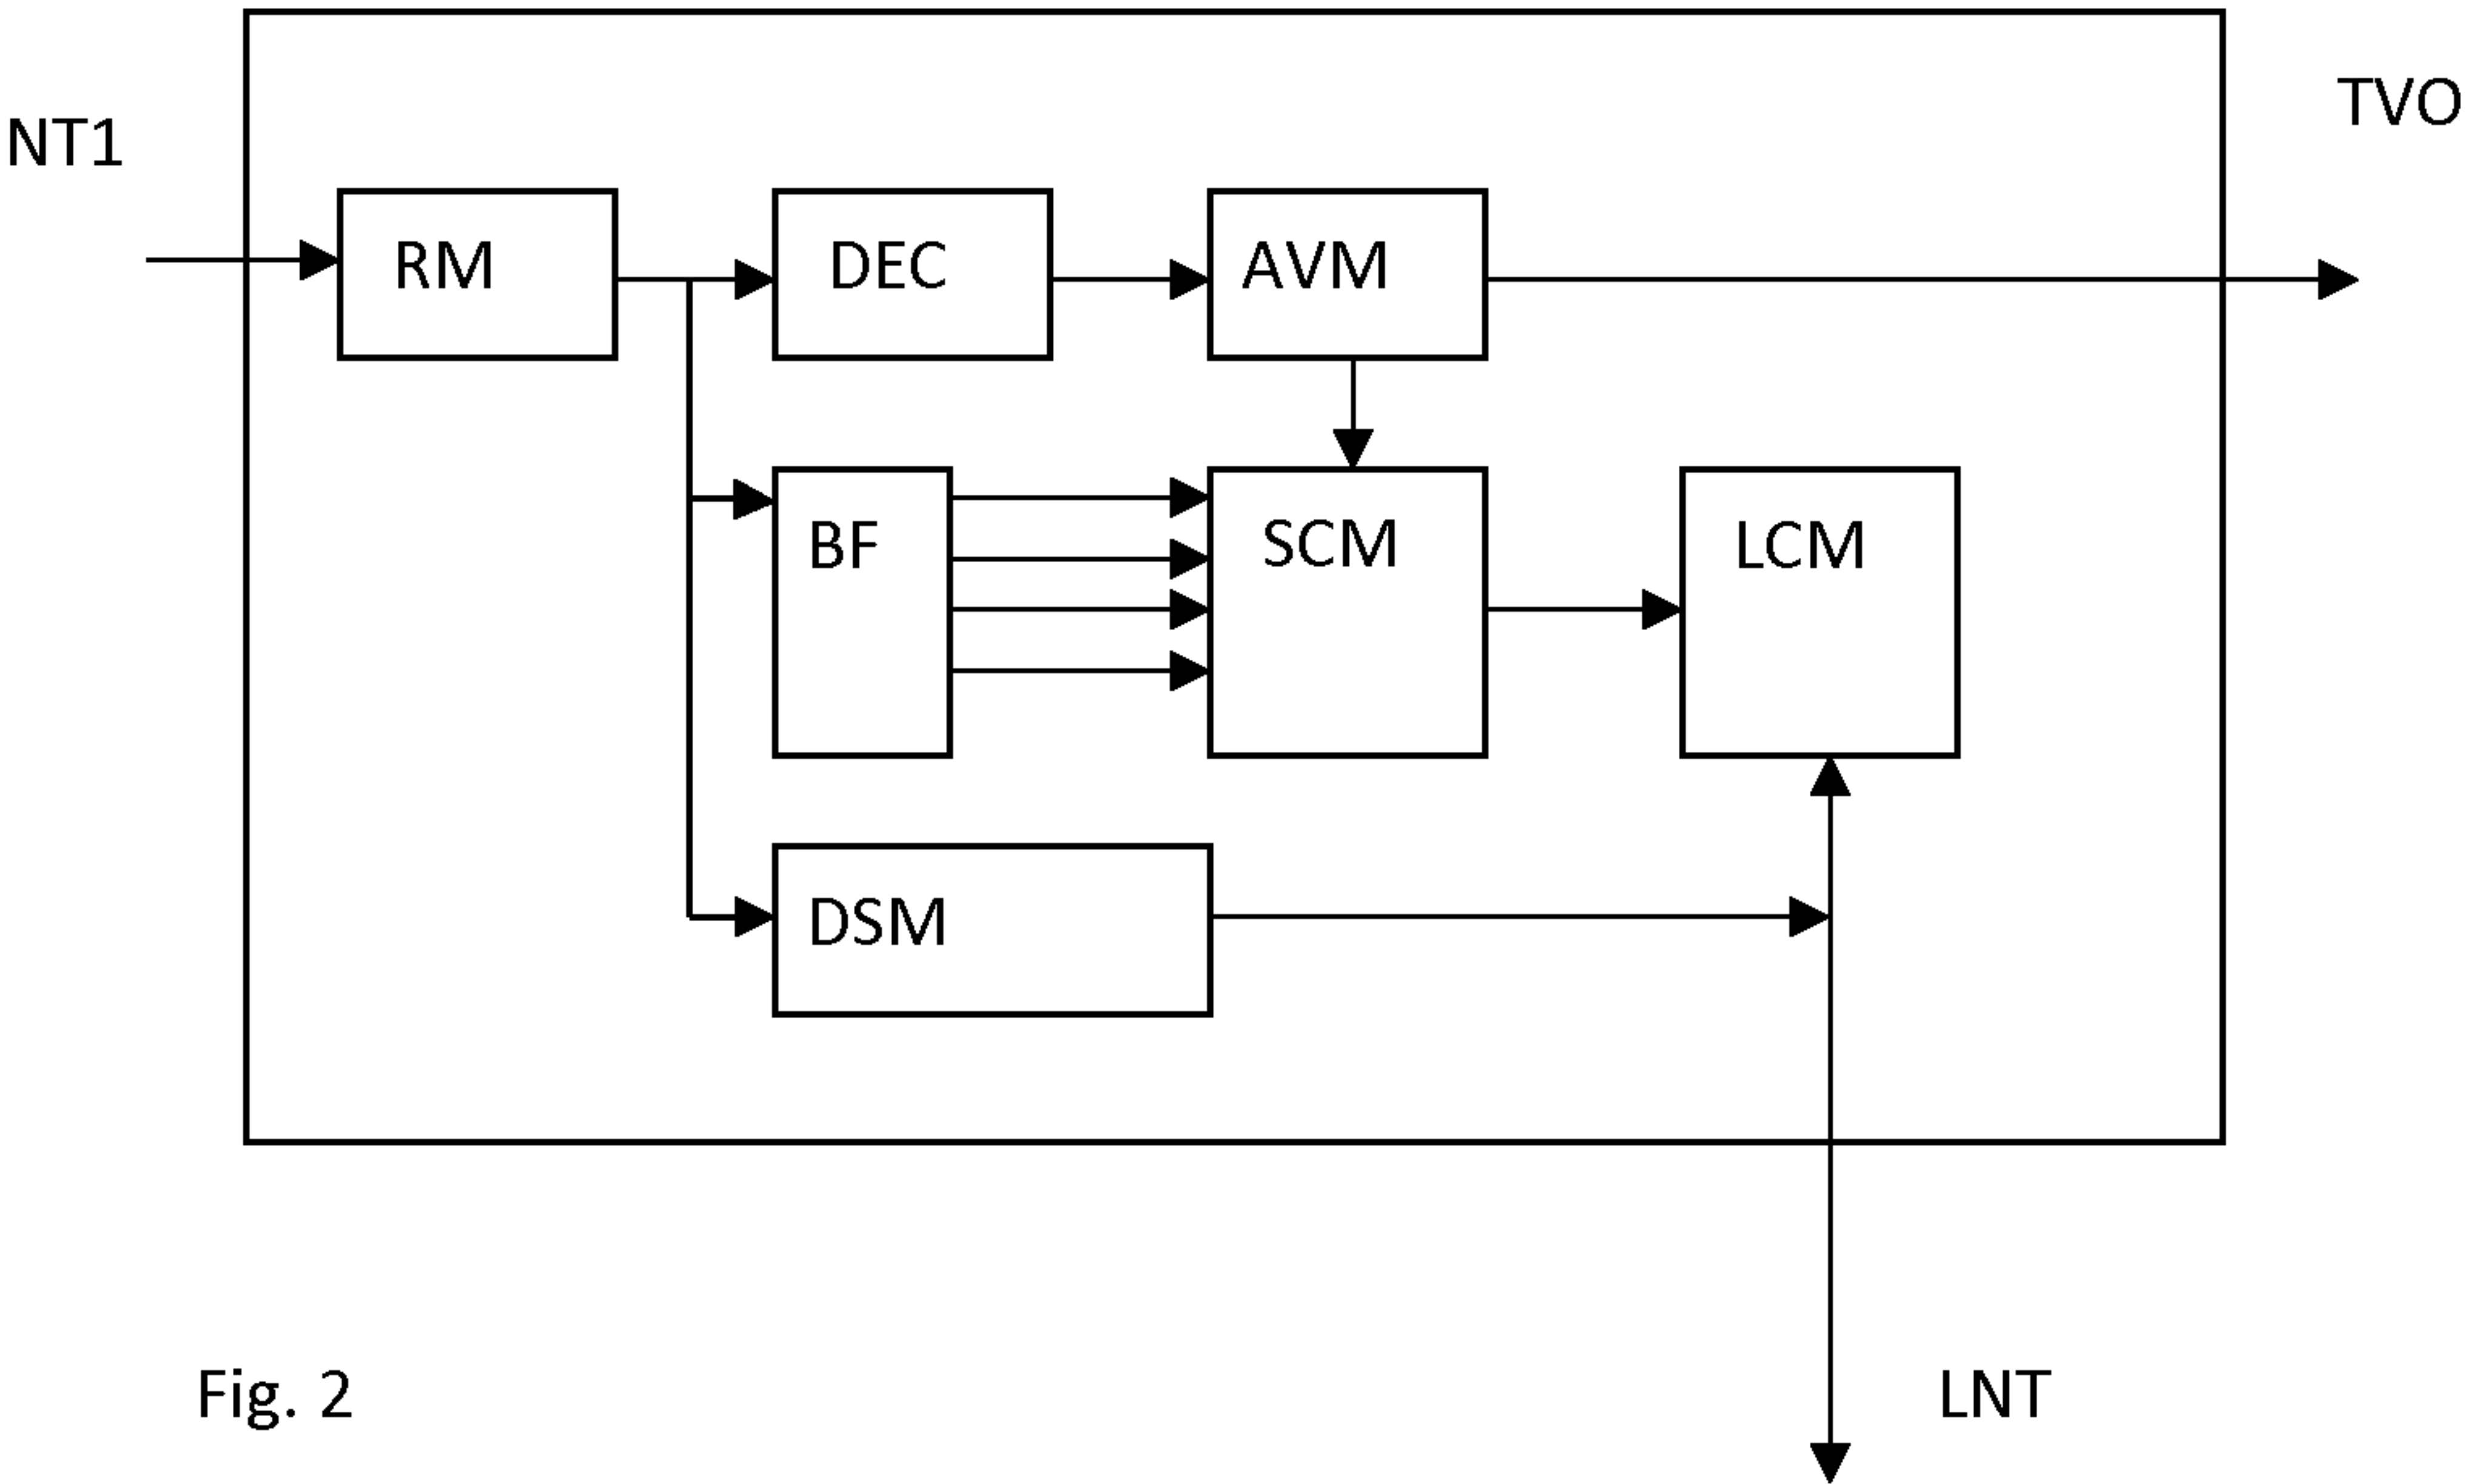 TVO
NT1
RM
DEC
AVM
BF
SCM
LCM
DSM
Fig. 2
LNT